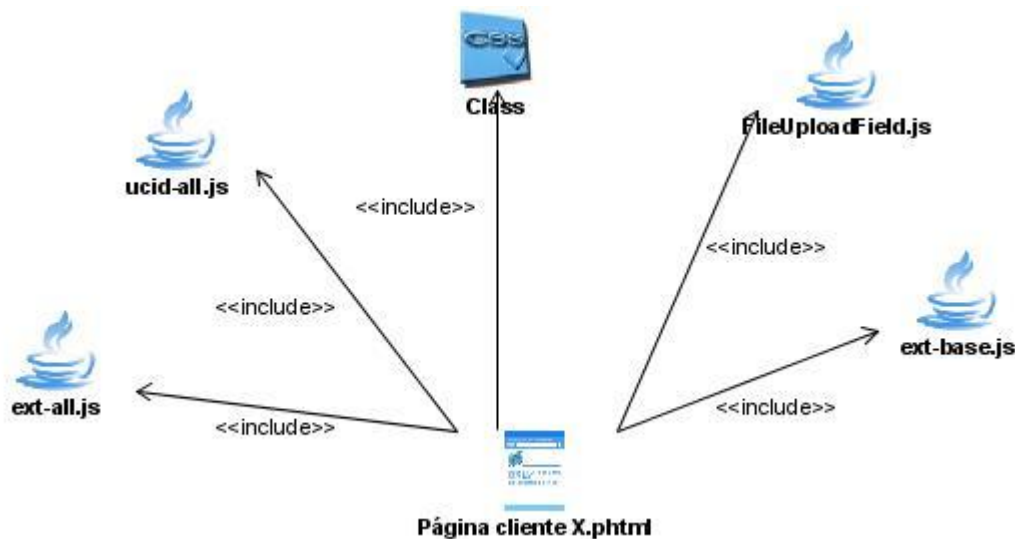 CSS
Class
FileUploadField.js
ucid-all.js
<<include>>
<<include>>
<<include>>
ext-base.js
ext-all.js
<<include>>
<<include>>
Página cliente X.phtml